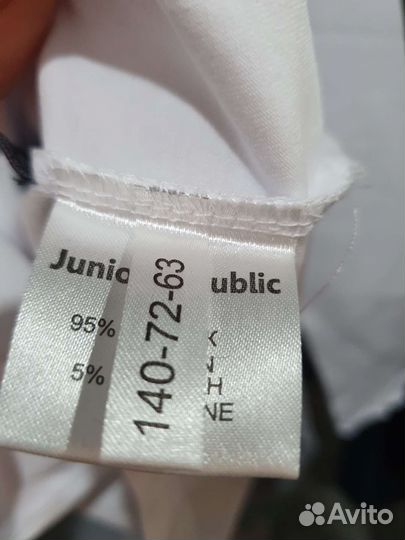 Junio ublic
95%
5%
H
NE
140-72-63
Avito